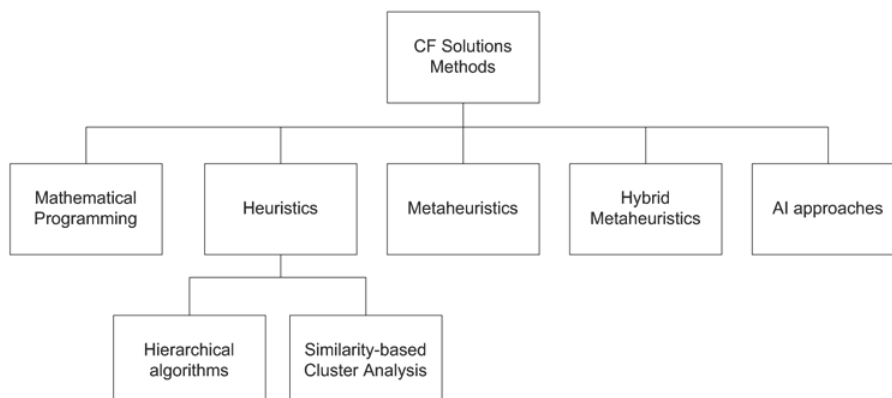 CF Solutions
Methods
Mathematical
Programming
Heuristics
Metaheuristics
Hybrid
Metaheuristics
AI approaches
Hierarchical
algorithms
Similarity-based
Cluster Analysis